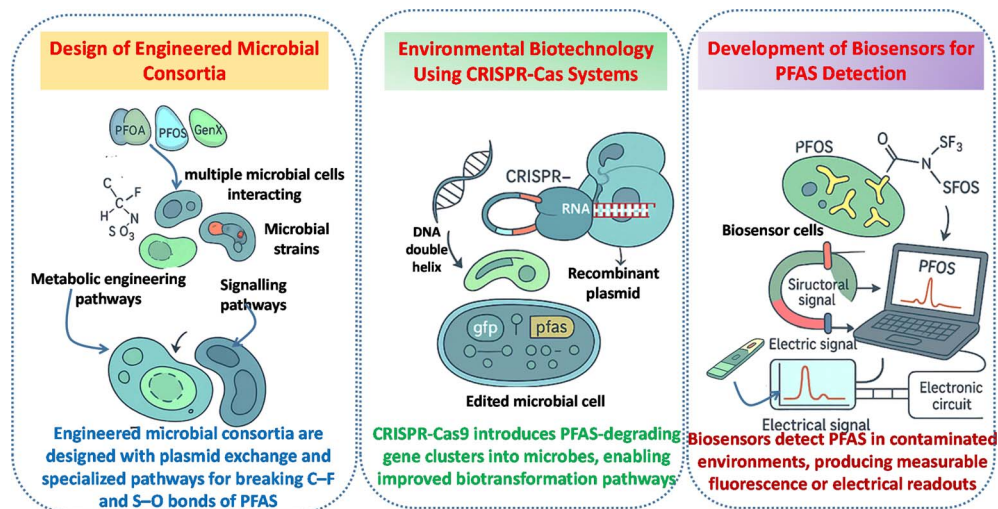 Design of Engineered Microbial
Consortia
PFOA
PFOS
GenX
multiple microbial cells
interacting
C
F
C
H
N
S O3
Microbial
strains
Metabolic engineering
pathways
Signalling
pathways
Engineered microbial consortia are
designed with plasmid exchange and
specialized pathways for breaking C–F
and S–O bonds of PFAS
Environmental Biotechnology
Using CRISPR-Cas Systems
CRISPR–
RNA
DNA
double
helix
Recombinant
plasmid
gfp
pfas
Edited microbial cell
CRISPR-Cas9 introduces PFAS-degrading
gene clusters into microbes, enabling
improved biotransformation pathways
Development of Biosensors for
PFAS Detection
PFOS
O
SF3
N
SFOS
Biosensor cells
PFOS
Siructoral
signal
Electric signal
Electronic
circuit
Electrical signal
Biosensors detect PFAS in contaminated
environments, producing measurable
fluorescence or electrical readouts